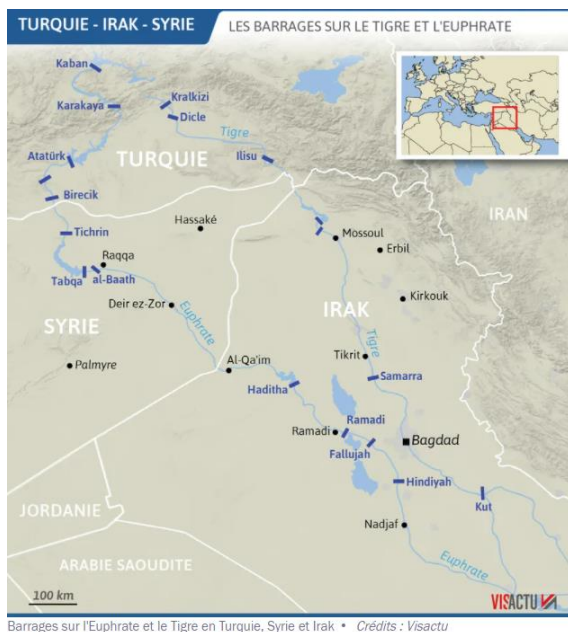 TURQUIE - IRAK - SYRIE
LES BARRAGES SUR LE TIGRE ET L'EUPHRATE
Kaban
Karakaya
Kralkizi
Dicle
Tigre
Atatürk
TURQUIE
Ilisu
Birecik
IRAN
Hassaké
Tichrin
Mossoul
Erbil
Raqqa
Tabqa
al-Baath
Deir ez-Zor
Euphrate
Kirkouk
SYRIE
IRAK
Tigre
Palmyre
Al-Qa'im
Tikrit
Samarra
Haditha
Ramadi
Ramadi
Bagdad
Fallujah
Hindiyah
Kut
JORDANIE
Nadjaf
ARABIE SAOUDITE
Euphrate
100 km
VISACTU
Barrages sur l'Euphrate et le Tigre en Turquie, Syrie et Irak • Crédits : Visactu